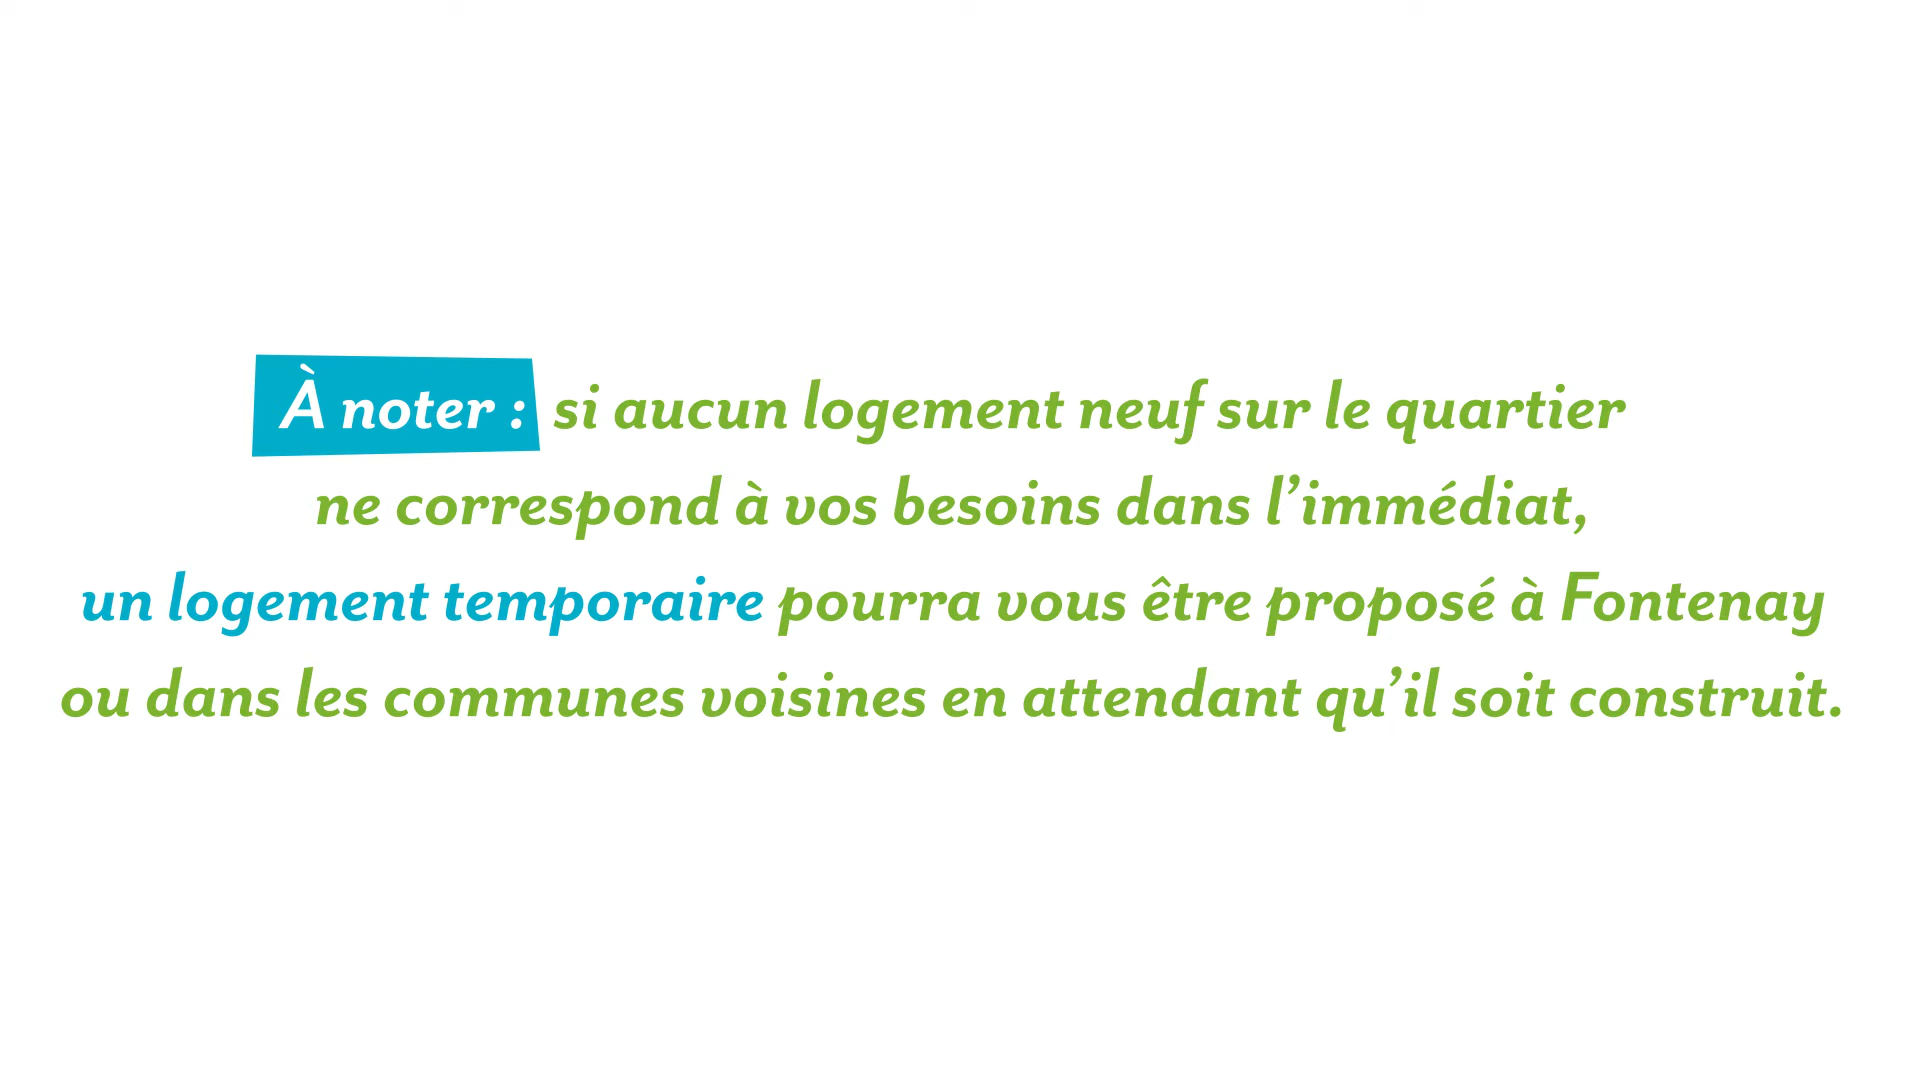 À noter : si aucun logement neuf sur le quartier
ne correspond à vos besoins dans l’immédiat,
un logement temporaire pourra vous être proposé à Fontenay
ou dans les communes voisines en attendant qu’il soit construit.